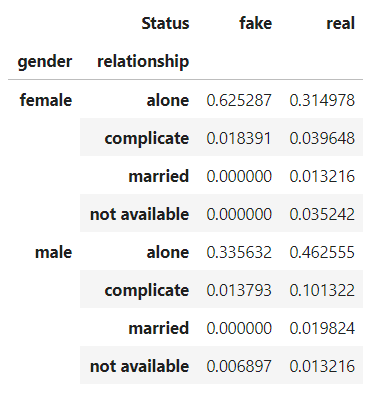 Status fake real
gender relationship
female alone 0.625287 0.314978
complicate 0.018391 0.039648
married 0.000000 0.013216
not available 0.000000 0.035242
male alone 0.335632 0.462555
complicate 0.013793 0.101322
married 0.000000 0.019824
not available 0.006897 0.013216